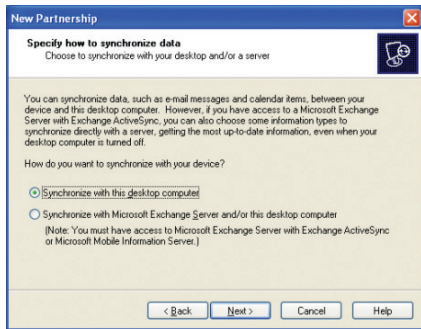 New Partnership
Specify how to synchronize data
Choose to synchronize with your desktop and/or a server
You can synchronize data, such as e-mail messages and calendar items, between your
device and this desktop computer. However, if you have access to a Microsoft Exchange
Server with Exchange ActiveSync, you can also choose some information types to
synchronize directly with a server, getting the most up-to-date information, even when your
desktop computer is turned off.
How do you want to synchronize with your device?
Synchronize with this desktop computer
Synchronize with Microsoft Exchange Server and/or this desktop computer
(Note: You must have access to Microsoft Exchange Server with Exchange ActiveSync
or Microsoft Mobile Information Server.)
< Back Next > Cancel Help